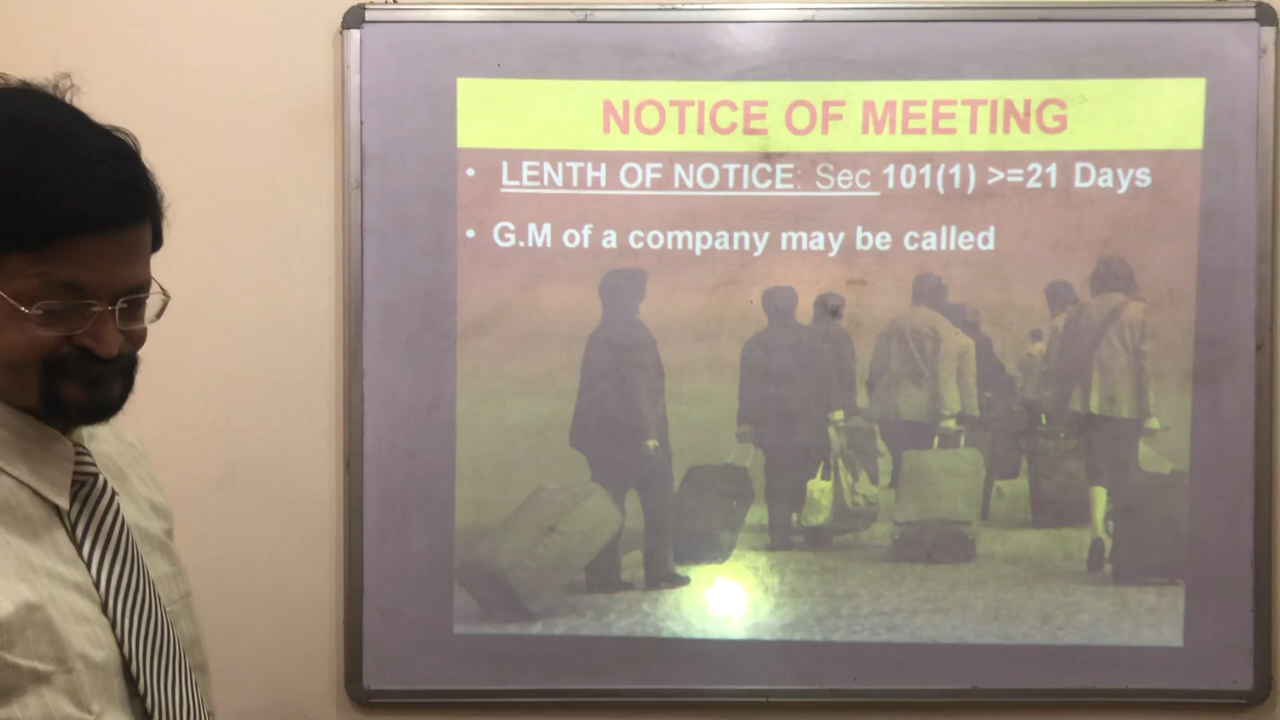 NOTICE OF MEETING
• LENTH OF NOTICE: Sec 101(1) >=21 Days
• G.M of a company may be called